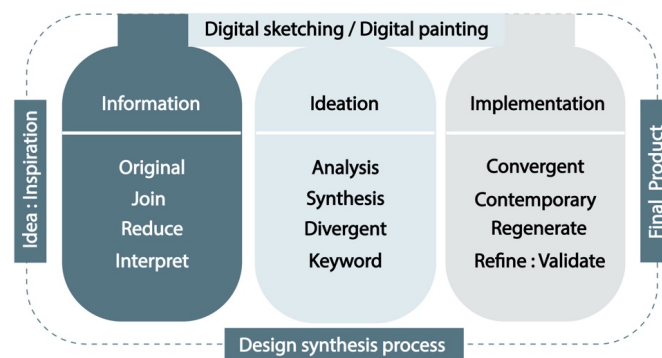 Digital sketching / Digital painting
Idea : Inspiration
Information
Original
Join
Reduce
Interpret
Ideation
Analysis
Synthesis
Divergent
Keyword
Implementation
Convergent
Contemporary
Regenerate
Refine : Validate
Final Product
Design synthesis process